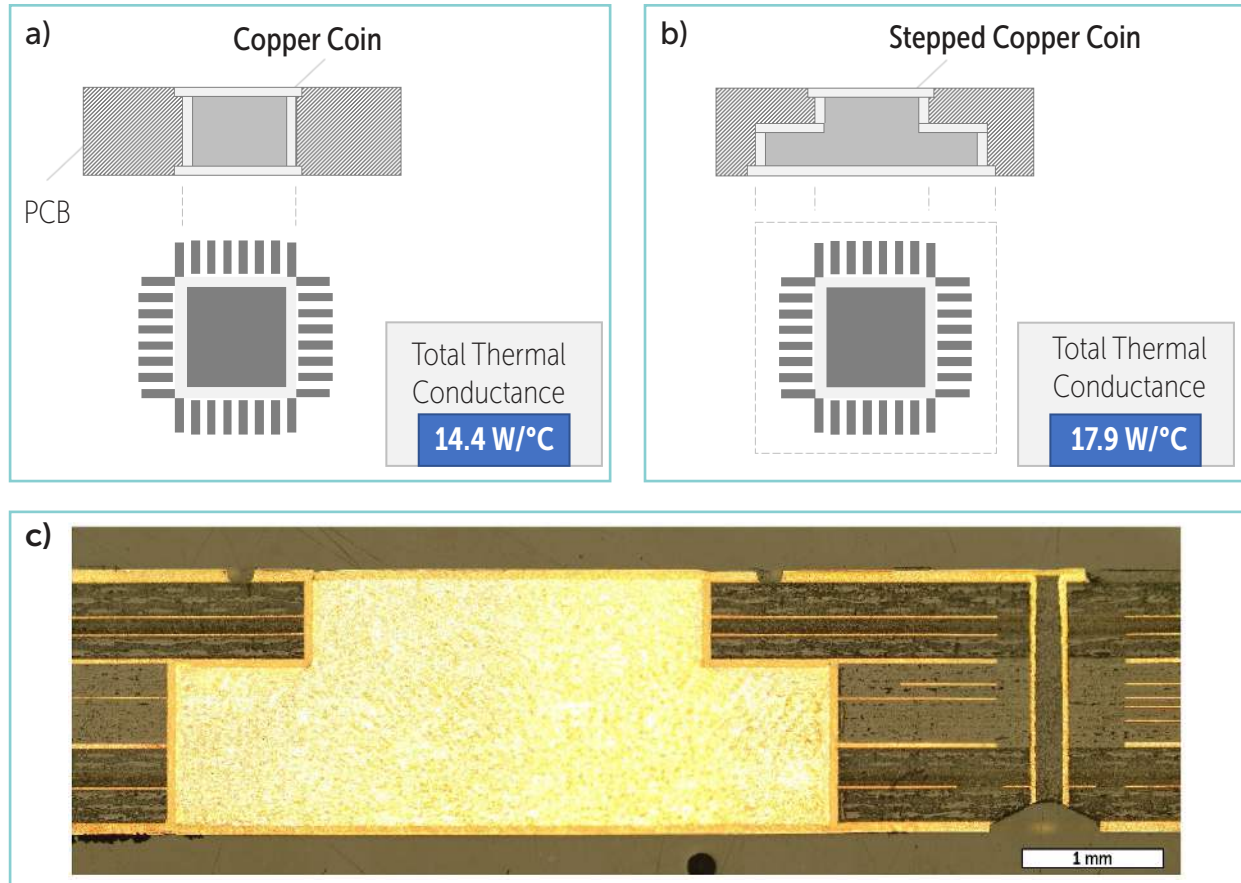 a)
Copper Coin
PCB
Total Thermal
Conductance
14.4 W/°C
b)
Stepped Copper Coin
Total Thermal
Conductance
17.9 W/°C
c)
1 mm